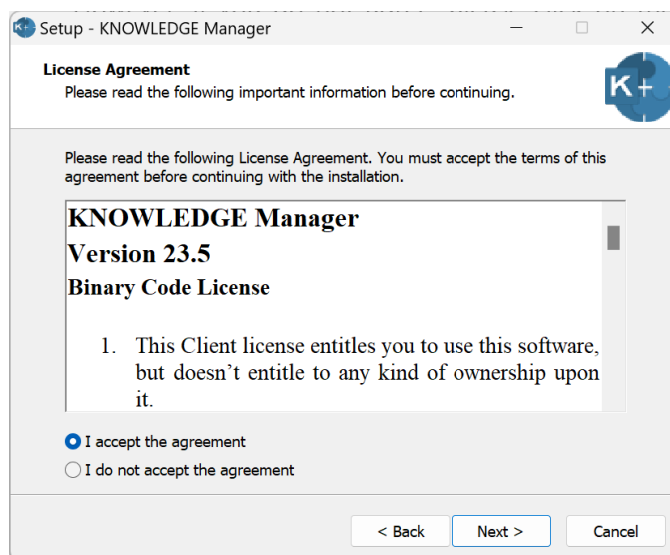 Setup - KNOWLEDGE Manager
License Agreement
Please read the following important information before continuing.
K+
Please read the following License Agreement. You must accept the terms of this
agreement before continuing with the installation.
KNOWLEDGE Manager
Version 23.5
Binary Code License
1. This Client license entitles you to use this software,
but doesn't entitle to any kind of ownership upon
it.
I accept the agreement
I do not accept the agreement
< Back Next > Cancel